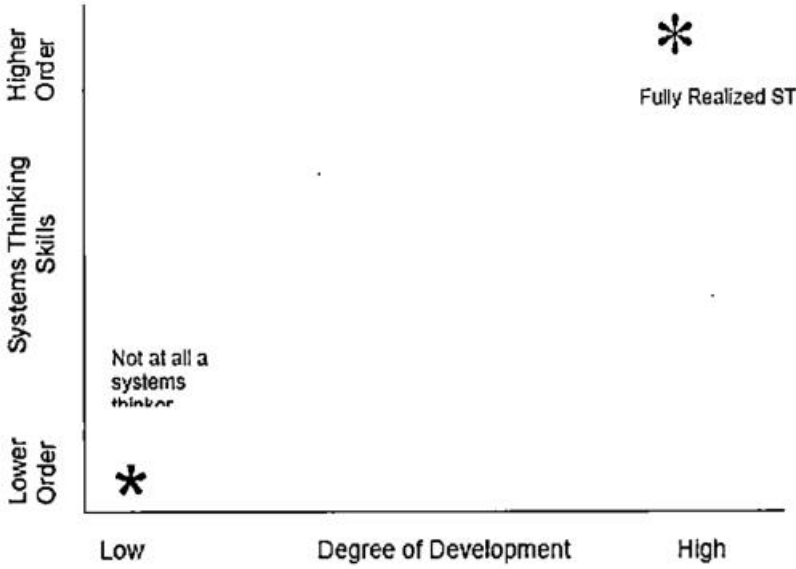 Higher
Order
Fully Realized ST
Systems Thinking
Skills
Not at all a
systems
thinker
Lower
Order
Low
Degree of Development
High